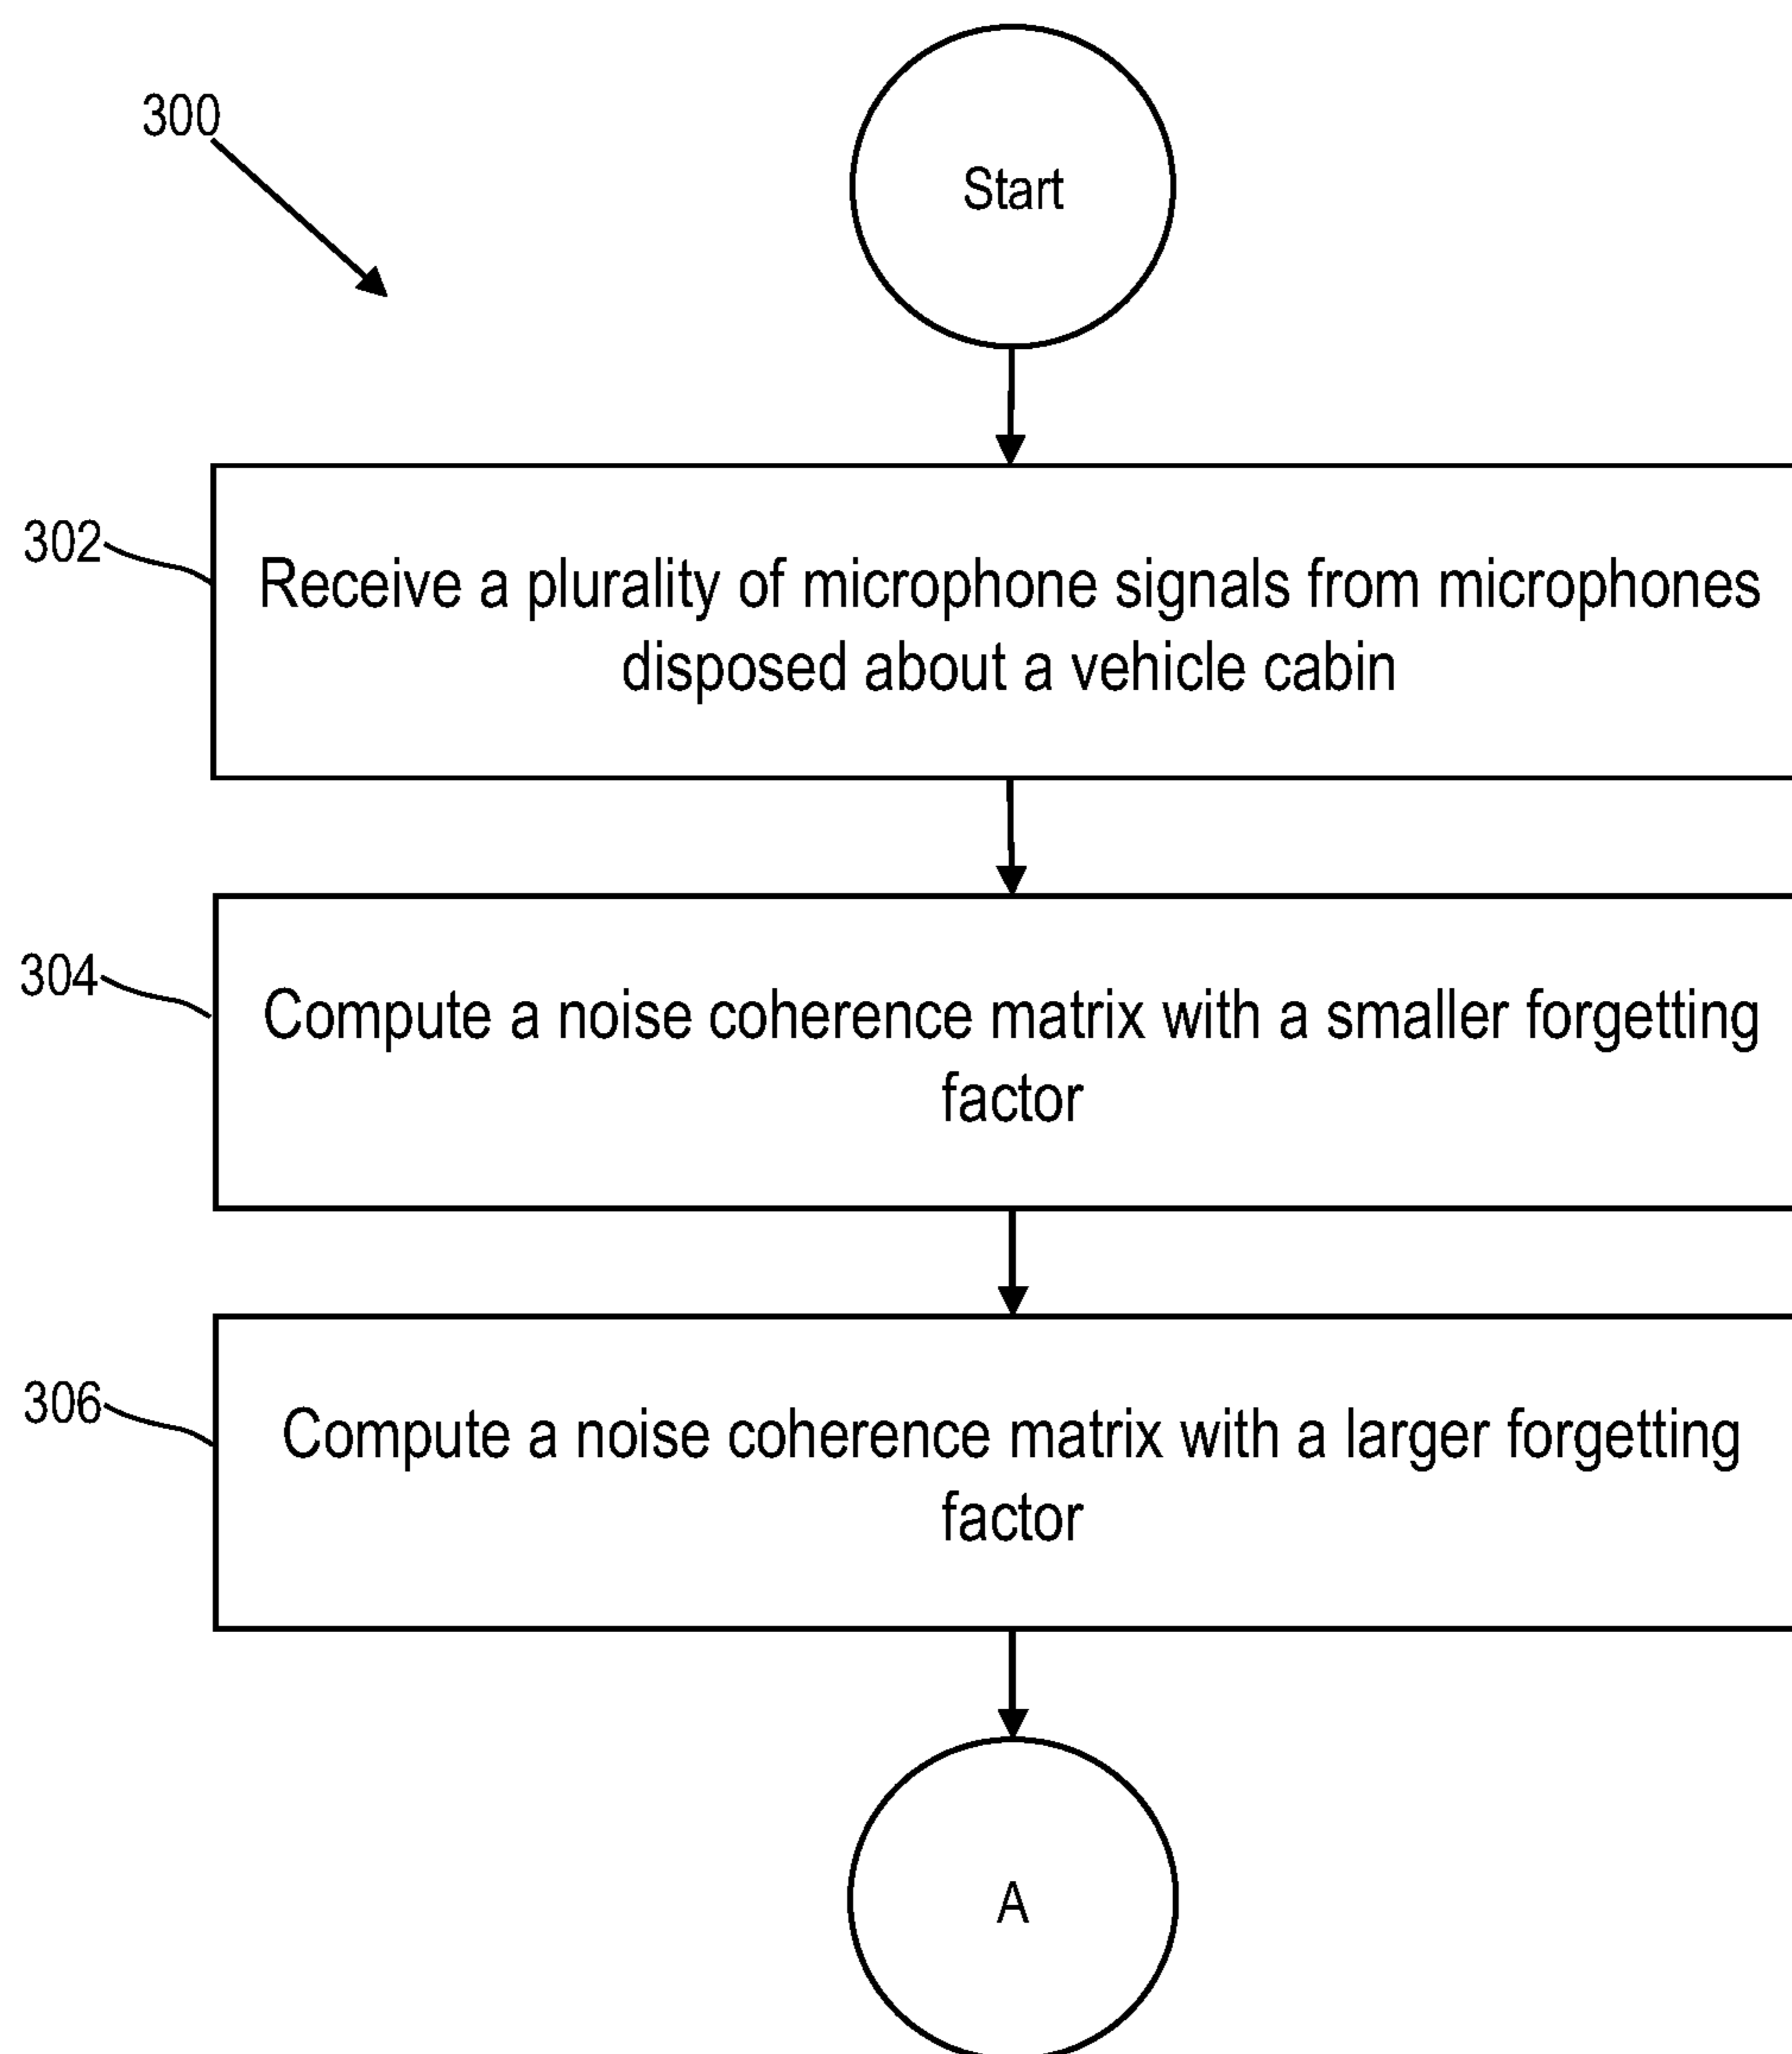 300
Start
302
Receive a plurality of microphone signals from microphones
disposed about a vehicle cabin
304
Compute a noise coherence matrix with a smaller forgetting
factor
306
Compute a noise coherence matrix with a larger forgetting
factor
A